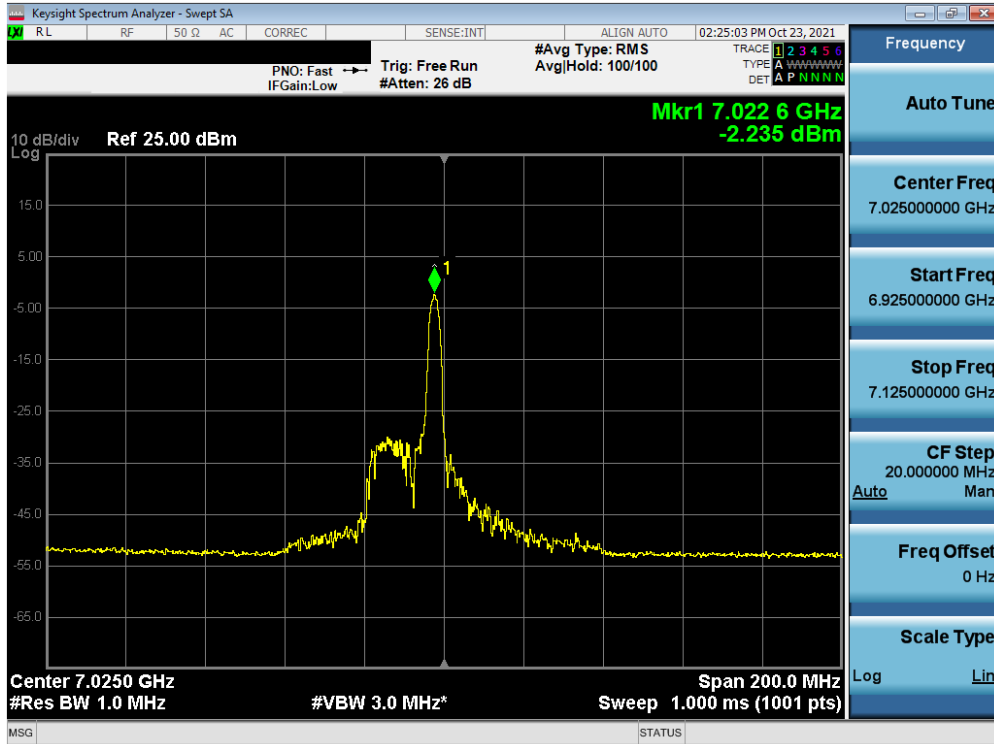 Keysight Spectrum Analyzer - Swept SA
LXI RL RF 50 Ω AC CORREC SENSE:INT ALIGN AUTO 02:25:03 PM Oct 23, 2021
PNO: Fast
IFGain:Low
Trig: Free Run
#Atten: 26 dB
#Avg Type: RMS
Avg|Hold: 100/100
TRACE 1 2 3 4 5 6
TYPE A WWWWW
DET A P N N N N
Mkr1 7.022 6 GHz
-2.235 dBm
10 dB/div Ref 25.00 dBm
Log
15.0
5.00
-5.00
-15.0
-25.0
-35.0
-45.0
-55.0
-65.0
1
Center 7.0250 GHz Span 200.0 MHz
#Res BW 1.0 MHz #VBW 3.0 MHz* Sweep 1.000 ms (1001 pts)
MSG STATUS
Frequency
Auto Tune
Center Freq
7.025000000 GHz
Start Freq
6.925000000 GHz
Stop Freq
7.125000000 GHz
CF Step
20.000000 MHz
Auto Man
Freq Offset
0 Hz
Scale Type
Log Lin